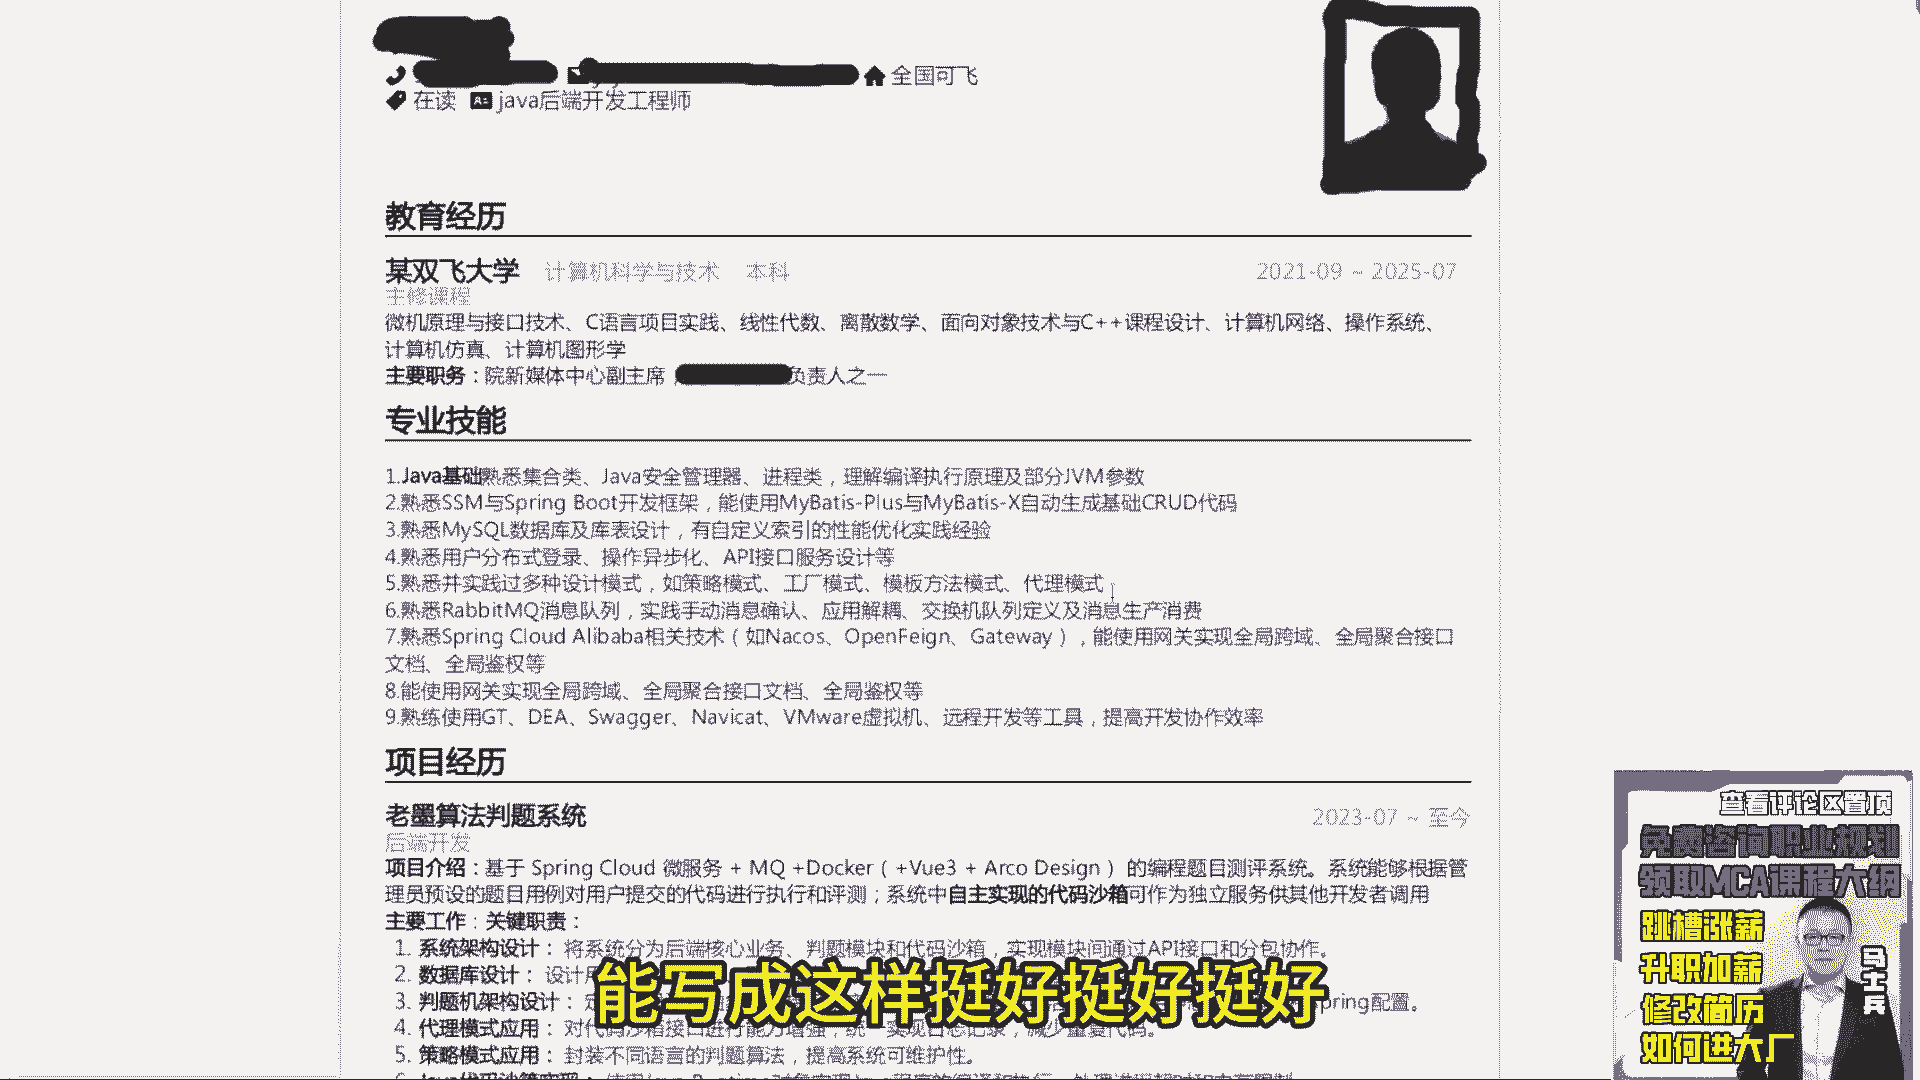 全国可飞
在读 java后端开发工程师
教育经历
某双飞大学 计算机科学与技术 本科 2021-09 ~ 2025-07
主修课程
微机原理与接口技术、C语言项目实践、线性代数、离散数学、面向对象技术与C++课程设计、计算机网络、操作系统、
计算机仿真、计算机图形学
主要职务：院新媒体中心副主席 负责人之一
专业技能
1.Java基础熟悉集合类、Java安全管理器、进程类，理解编译执行原理及部分JVM参数
2.熟悉SSM与Spring Boot开发框架，能使用MyBatis-Plus与MyBatis-X自动生成基础CRUD代码
3.熟悉MySQL数据库及库表设计，有自定义索引的性能优化实践经验
4.熟悉用户分布式登录、操作异步化、API接口服务设计等
5.熟悉并实践过多种设计模式，如策略模式、工厂模式、模板方法模式、代理模式
6.熟悉RabbitMQ消息队列，实践手动消息确认、应用解耦、交换机队列定义及消息生产消费
7.熟悉Spring Cloud Alibaba相关技术（如Nacos、OpenFeign、Gateway），能使用网关实现全局跨域、全局聚合接口
文档、全局鉴权等
8.能使用网关实现全局跨域、全局聚合接口文档、全局鉴权等
9.熟练使用GT、DEA、Swagger、Navicat、VMware虚拟机、远程开发等工具，提高开发协作效率
项目经历
老墨算法判题系统 2023-07 ~ 至今
后端开发
项目介绍：基于 Spring Cloud 微服务 + MQ +Docker（+Vue3 + Arco Design） 的编程题目测评系统。系统能够根据管
理员预设的题目用例对用户提交的代码进行执行和评测；系统中自主实现的代码沙箱可作为独立服务供其他开发者调用
主要工作：关键职责：
1. 系统架构设计： 将系统分为后端核心业务、判题模块和代码沙箱，实现模块间通过API接口和分包协作。
2. 数据库设计： 设计
3. 判题机架构设计： pring配置。
4. 代理模式应用： 对代码沙箱接口进行能力增强，统一实现日志记录，减少重复代码。
5. 策略模式应用： 封装不同语言的判题算法，提高系统可维护性。
能写成这样挺好挺好挺好
查看评论区置顶
免费咨询职业规划
领取MCA课程大纲
跳槽涨薪
升职加薪
修改简历
如何进大厂
马士兵